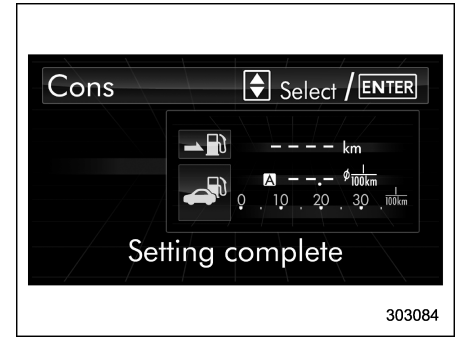 Cons Select / ENTER
---- km
A --.- ø l/100km
0 . 10 . 20 . 30 . l/100km
Setting complete
303084